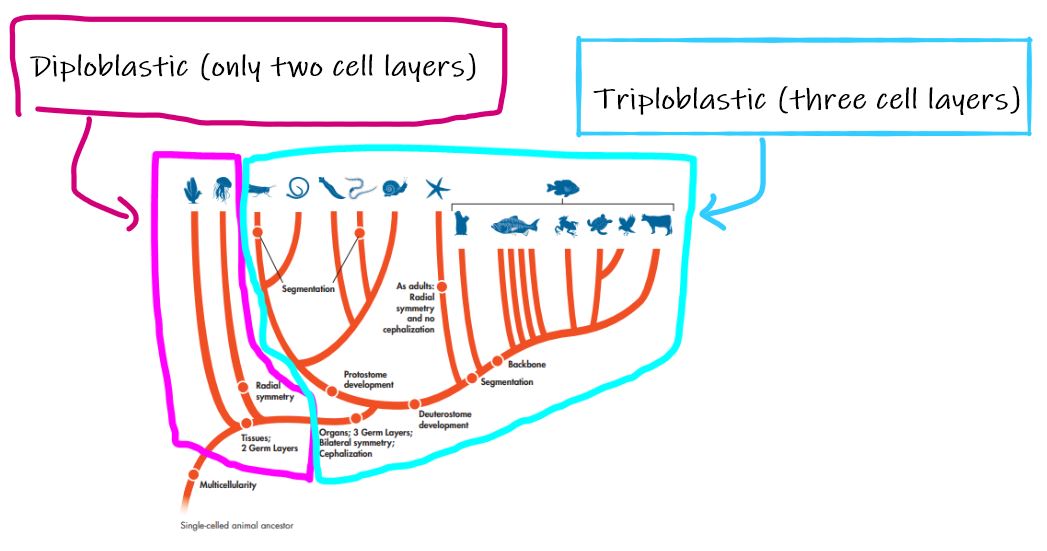 Diploblastic (only two cell layers)
Triploblastic (three cell layers)
Segmentation
As adults:
Radial
symmetry
and no
cephalization
Backbone
Segmentation
Protostome
development
Radial
symmetry
Deuterostome
development
Tissues;
2 Germ Layers
Organs; 3 Germ Layers;
Bilateral symmetry;
Cephalization
Multicellularity
Single-celled animal ancestor